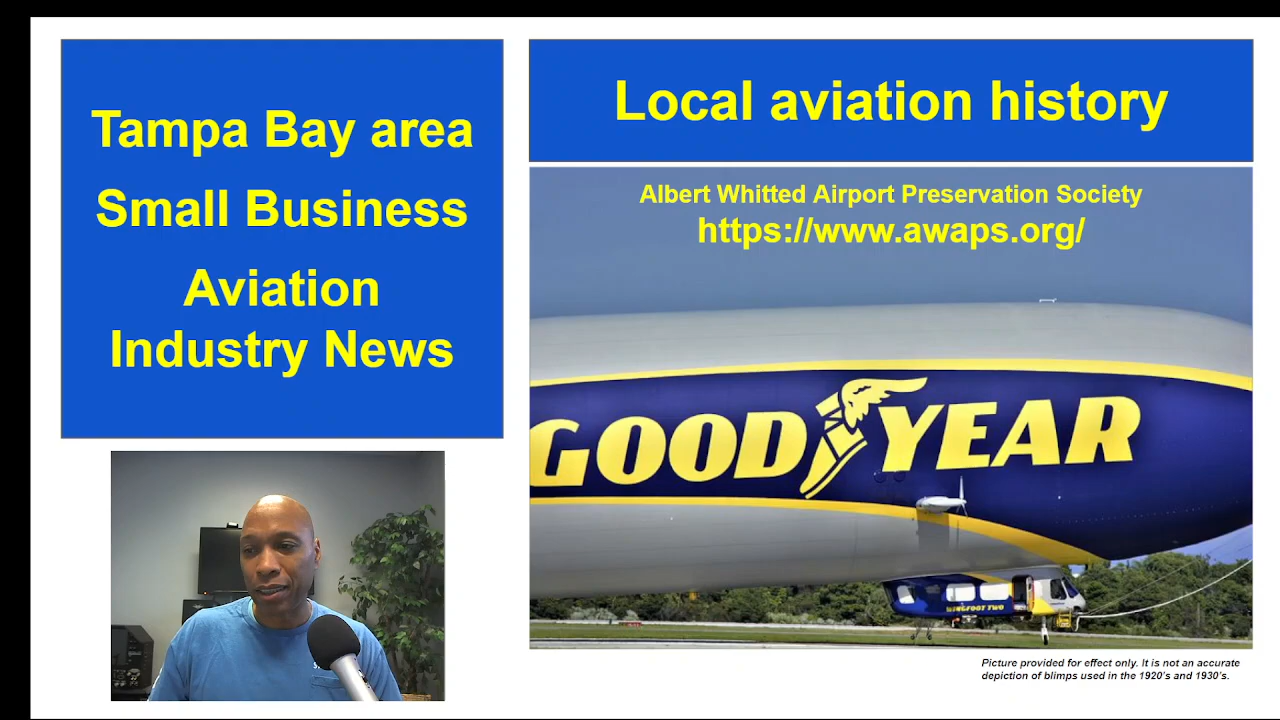 Tampa Bay area
Small Business
Aviation
Industry News
Local aviation history
Albert Whitted Airport Preservation Society
https://www.awaps.org/
GOODYEAR
WINGFOOT TWO
Picture provided for effect only. It is not an accurate
depiction of blimps used in the 1920's and 1930's.